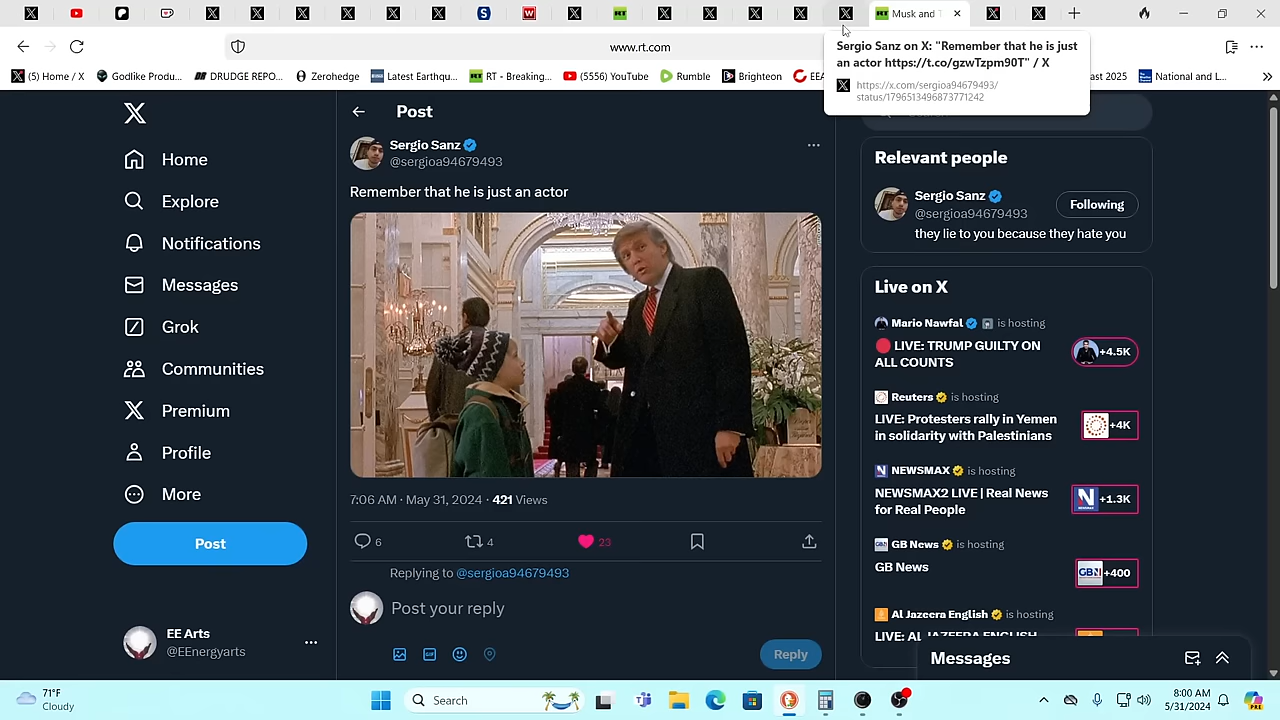 Musk and T
www.rt.com
Sergio Sanz on X: "Remember that he is just
an actor https://t.co/gzwTzpm90T" / X
https://x.com/sergioa94679493/
status/1796513496873771242
(5) Home / X
Godlike Produ...
DRUDGE REPO...
Zerohedge
Latest Earthqu...
RT - Breaking...
(5556) YouTube
Rumble
Brighteon
EEA
ast 2025
National and L...
Post
Sergio Sanz
@sergioa94679493
Remember that he is just an actor
7:06 AM · May 31, 2024 · 421 Views
6
4
23
Replying to @sergioa94679493
Post your reply
GIF
Reply
Home
Explore
Notifications
Messages
Grok
Communities
Premium
Profile
More
Post
EE Arts
@EEnergyarts
Relevant people
Sergio Sanz
@sergioa94679493
Following
they lie to you because they hate you
Live on X
Mario Nawfal is hosting
LIVE: TRUMP GUILTY ON
ALL COUNTS
+4.5K
Reuters is hosting
LIVE: Protesters rally in Yemen
in solidarity with Palestinians
+4K
NEWSMAX is hosting
NEWSMAX2 LIVE | Real News
for Real People
+1.3K
GB News is hosting
GB News
GBN
+400
Al Jazeera English is hosting
LIVE: AL JAZEERA ENGLISH
Messages
71°F
Cloudy
Search
8:00 AM
5/31/2024